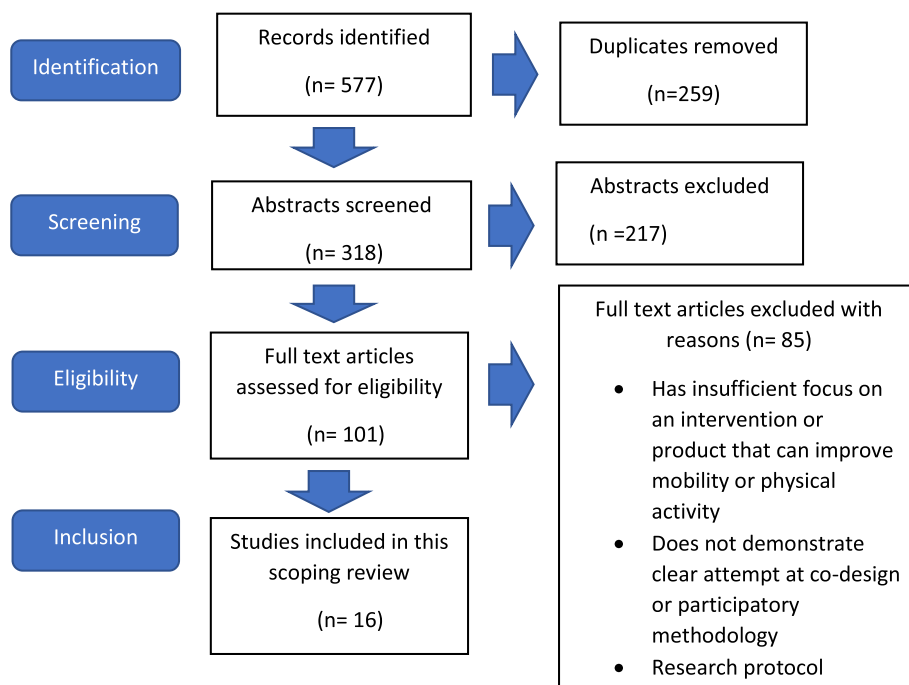 Identification
Records identified
(n= 577)
Duplicates removed
(n=259)
Screening
Abstracts screened
(n= 318)
Abstracts excluded
(n =217)
Eligibility
Full text articles
assessed for eligibility
(n= 101)
Full text articles excluded with
reasons (n= 85)
• Has insufficient focus on
an intervention or
product that can improve
mobility or physical
activity
• Does not demonstrate
clear attempt at co-design
or participatory
methodology
• Research protocol
Inclusion
Studies included in this
scoping review
(n= 16)